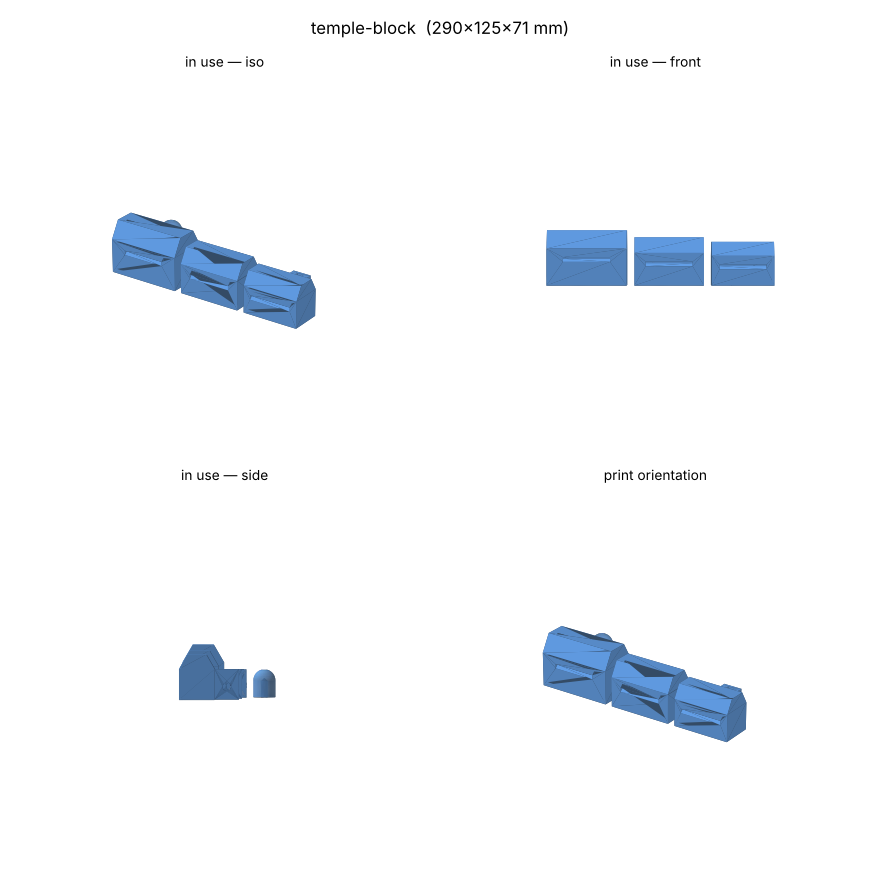 temple-block  (290×125×71 mm)
in use — iso
in use — front
in use — side
print orientation